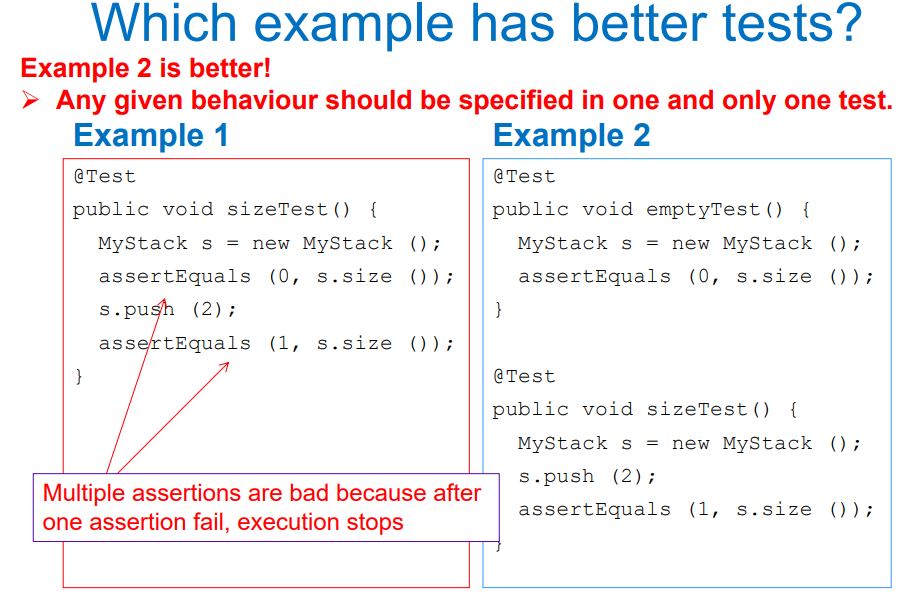 Which example has better tests?
Example 2 is better!
➢ Any given behaviour should be specified in one and only one test.
Example 1
@Test
public void sizeTest() {
MyStack s = new MyStack ();
assertEquals (0, s.size ());
s.push (2);
assertEquals (1, s.size ());
}
Multiple assertions are bad because after
one assertion fail, execution stops
Example 2
@Test
public void emptyTest() {
MyStack s = new MyStack ();
assertEquals (0, s.size ());
}
@Test
public void sizeTest() {
MyStack s = new MyStack ();
s.push (2);
assertEquals (1, s.size ());
}